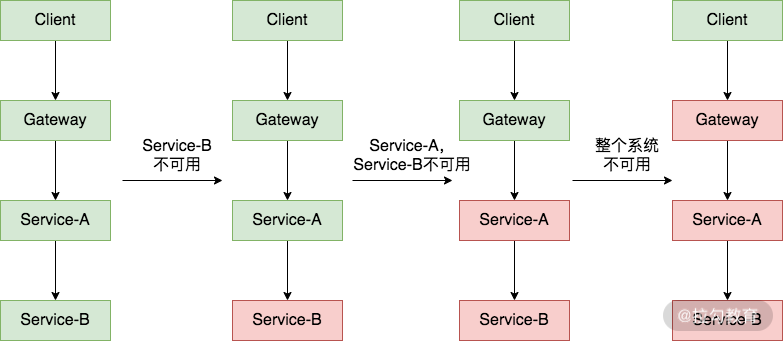 Client
Client
Client
Client
Gateway
Gateway
Gateway
Gateway
Service-B
不可用
Service-A,
Service-B不可用
整个系统
不可用
Service-A
Service-A
Service-A
Service-A
Service-B
Service-B
Service-B
Service-B
@拉勾教育